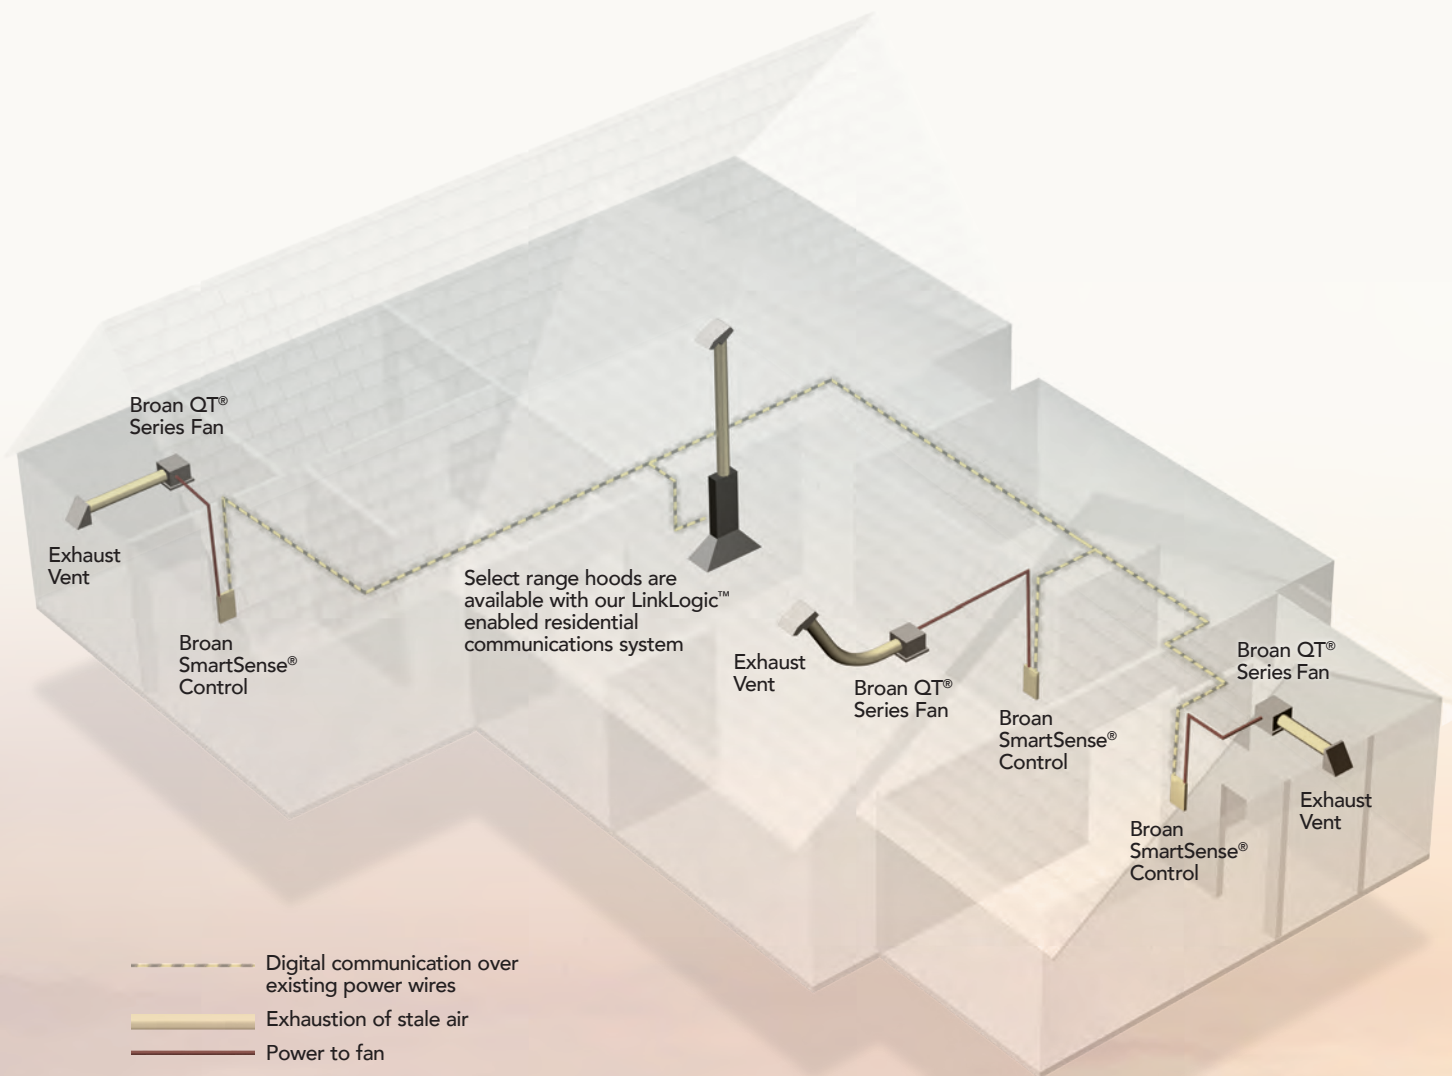 Broan QT®
Series Fan
Exhaust
Vent
Broan
SmartSense®
Control
Select range hoods are
available with our LinkLogic™
enabled residential
communications system
Exhaust
Vent
Broan QT®
Series Fan
Broan
SmartSense®
Control
Broan QT®
Series Fan
Exhaust
Vent
Broan
SmartSense®
Control
Digital communication over
existing power wires
Exhaustion of stale air
Power to fan